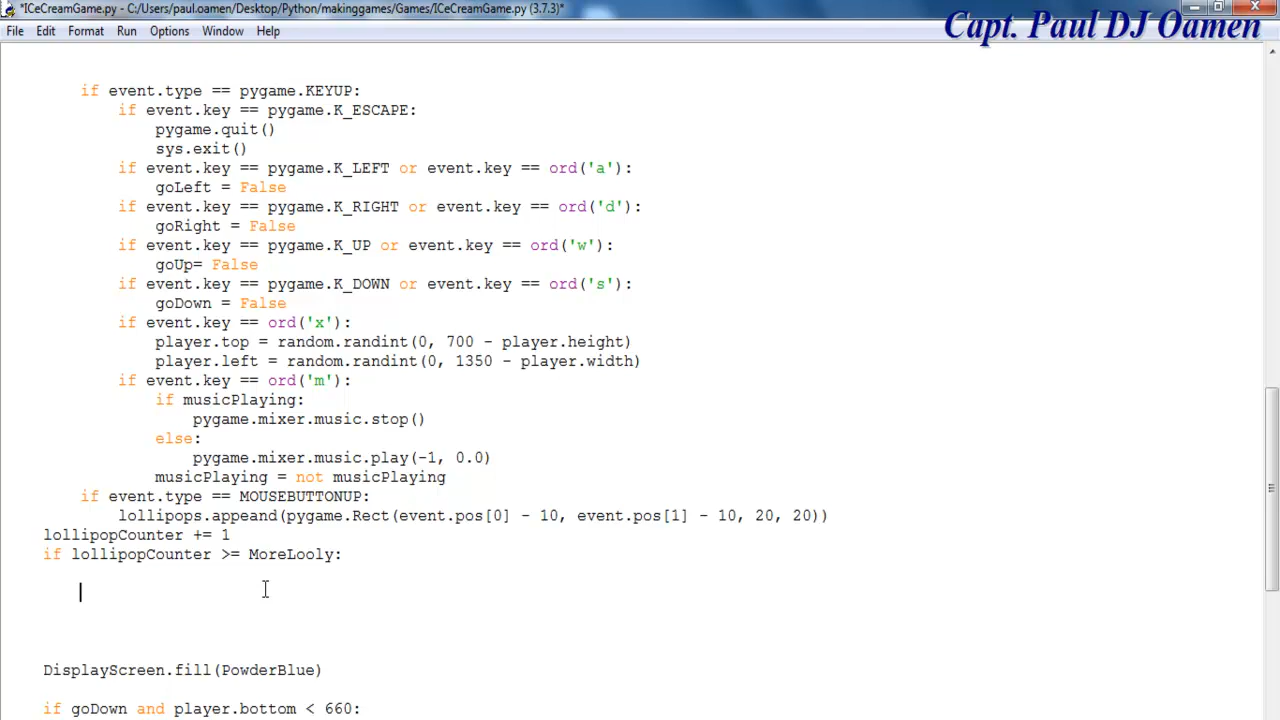 *ICeCreamGame.py - C:/Users/paul.oamen/Desktop/Python/makinggames/Games/ICeCreamGame.py (3.7.3)*
Capt. Paul DJ Oamen
File Edit Format Run Options Window Help
if event.type == pygame.KEYUP:
if event.key == pygame.K_ESCAPE:
pygame.quit()
sys.exit()
if event.key == pygame.K_LEFT or event.key == ord('a'):
goLeft = False
if event.key == pygame.K_RIGHT or event.key == ord('d'):
goRight = False
if event.key == pygame.K_UP or event.key == ord('w'):
goUp= False
if event.key == pygame.K_DOWN or event.key == ord('s'):
goDown = False
if event.key == ord('x'):
player.top = random.randint(0, 700 - player.height)
player.left = random.randint(0, 1350 - player.width)
if event.key == ord('m'):
if musicPlaying:
pygame.mixer.music.stop()
else:
pygame.mixer.music.play(-1, 0.0)
musicPlaying = not musicPlaying
if event.type == MOUSEBUTTONUP:
lollipops.appeand(pygame.Rect(event.pos[0] - 10, event.pos[1] - 10, 20, 20))
lollipopCounter += 1
if lollipopCounter >= MoreLooly:
DisplayScreen.fill(PowderBlue)
if goDown and player.bottom < 660: